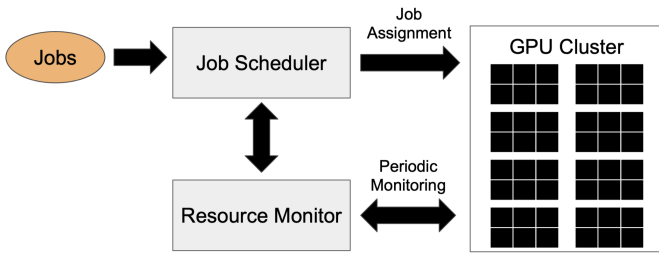 Jobs
Job Scheduler
Job
Assignment
GPU Cluster
Resource Monitor
Periodic
Monitoring